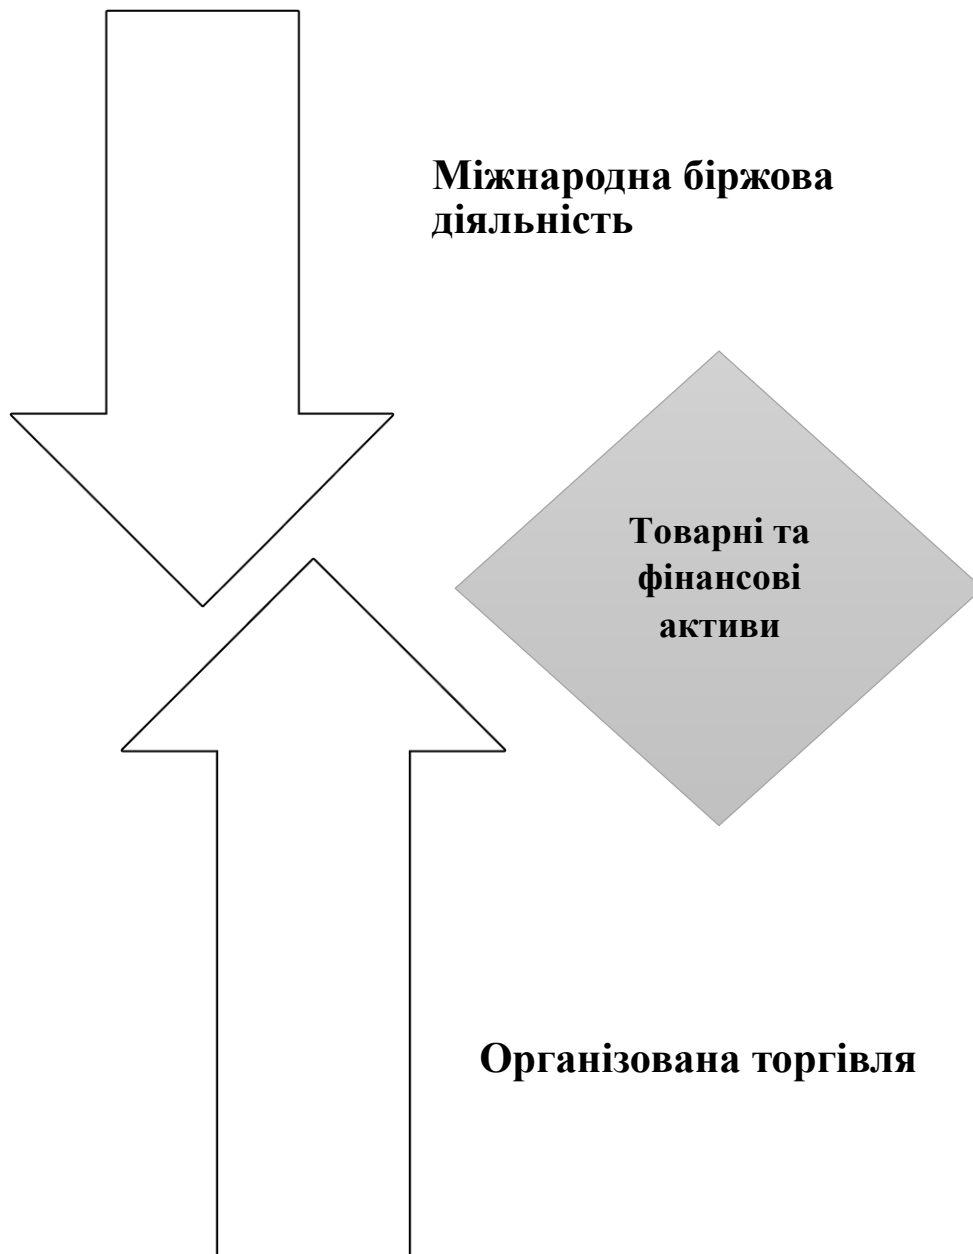 Міжнародна біржова
діяльність
Товарні та
фінансові
активи
Організована торгівля